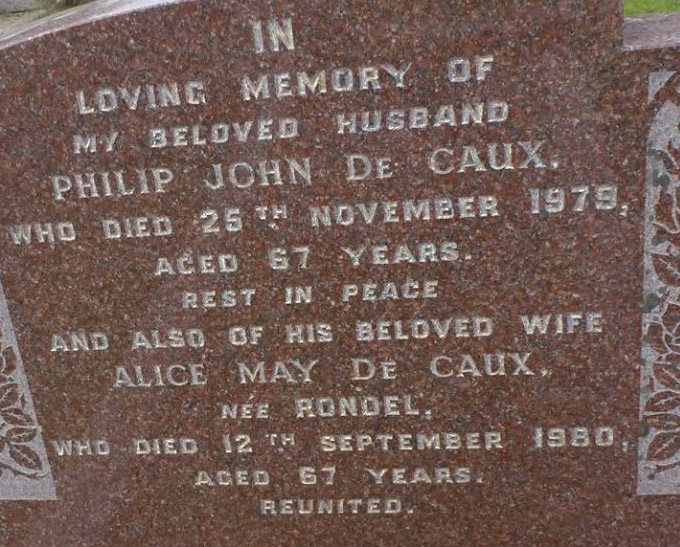 IN
LOVING MEMORY OF
MY BELOVED HUSBAND
PHILIP JOHN DE CAUX.
WHO DIED 25TH NOVEMBER 1979,
AGED 67 YEARS.
REST IN PEACE
AND ALSO OF HIS BELOVED WIFE
ALICE MAY DE CAUX,
NÉE RONDEL.
WHO DIED 12TH SEPTEMBER 1980,
AGED 67 YEARS.
REUNITED.